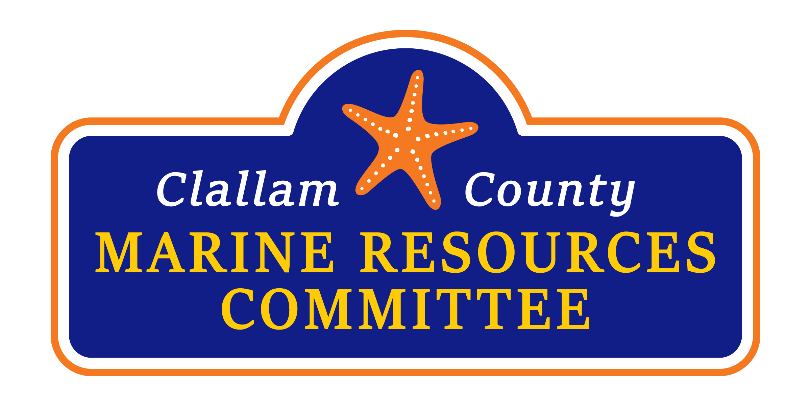 Clallam County
MARINE RESOURCES
COMMITTEE